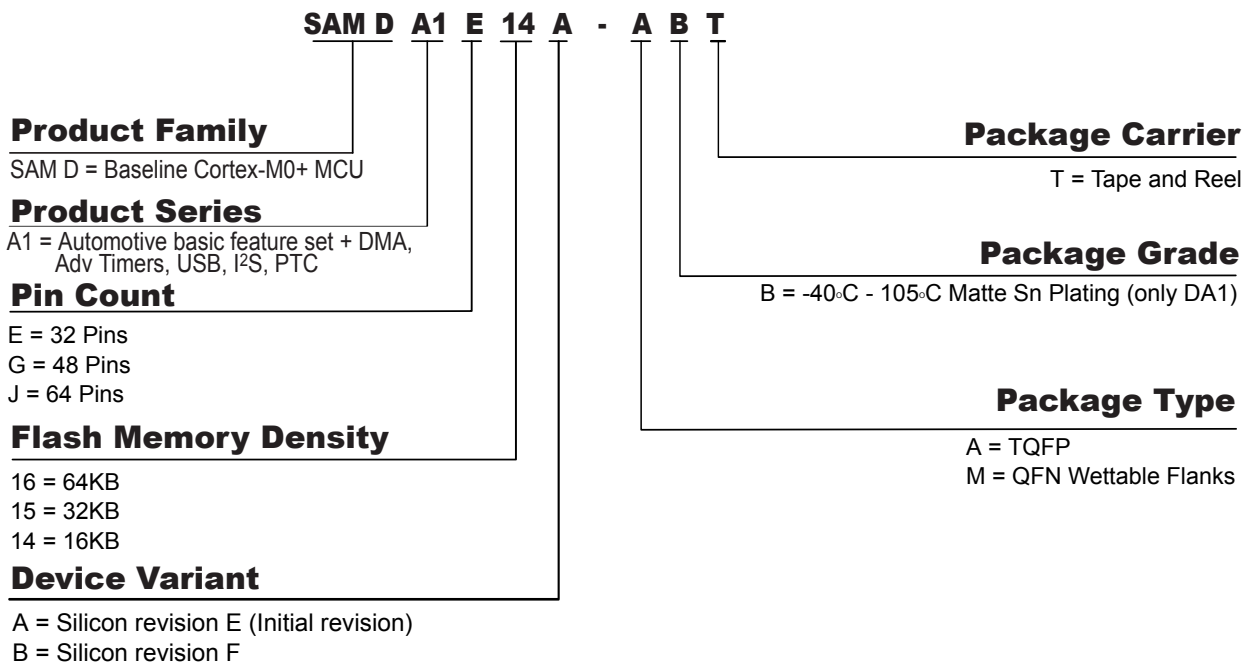 SAM D A1 E 14 A - A B T
Product Family
SAM D = Baseline Cortex-M0+ MCU
Product Series
A1 = Automotive basic feature set + DMA,
Adv Timers, USB, I²S, PTC
Pin Count
E = 32 Pins
G = 48 Pins
J = 64 Pins
Flash Memory Density
16 = 64KB
15 = 32KB
14 = 16KB
Device Variant
A = Silicon revision E (Initial revision)
B = Silicon revision F
Package Carrier
T = Tape and Reel
Package Grade
B = -40◦C - 105◦C Matte Sn Plating (only DA1)
Package Type
A = TQFP
M = QFN Wettable Flanks